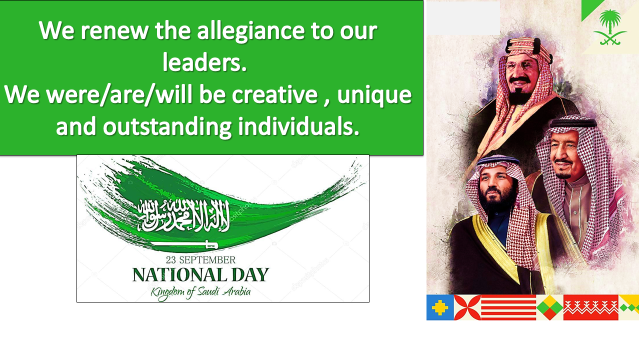 We renew the allegiance to our
leaders.
We were/are/will be creative , unique
and outstanding individuals.
لا إله إلا الله محمد رسول الله
23 SEPTEMBER
NATIONAL DAY
Kingdom of Saudi Arabia